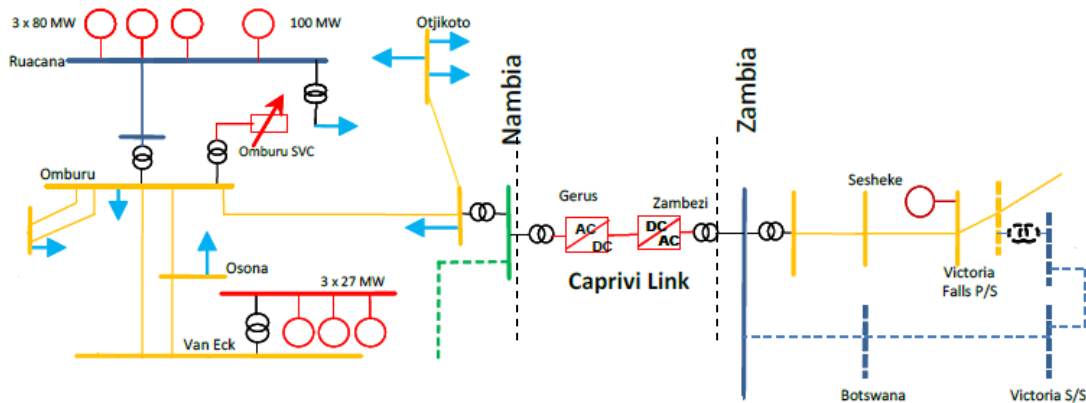 3 x 80 MW
100 MW
Otjikoto
Ruacana
Nambia
Zambia
Omburu SVC
Omburu
Sesheke
Gerus
Zambezi
AC
DC
DC
AC
Osona
Caprivi Link
Victoria
Falls P/S
3 x 27 MW
Van Eck
Botswana
Victoria S/S